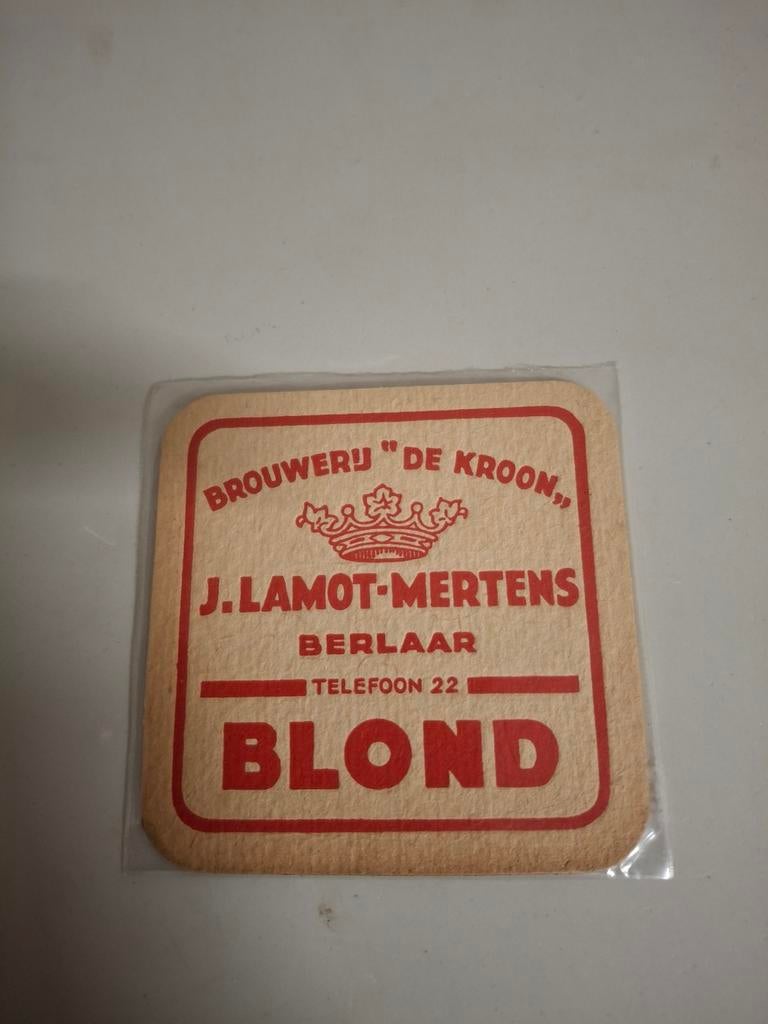 BROUWERIJ "DE KROON„
J. LAMOT-MERTENS
BERLAAR
TELEFOON 22
BLOND